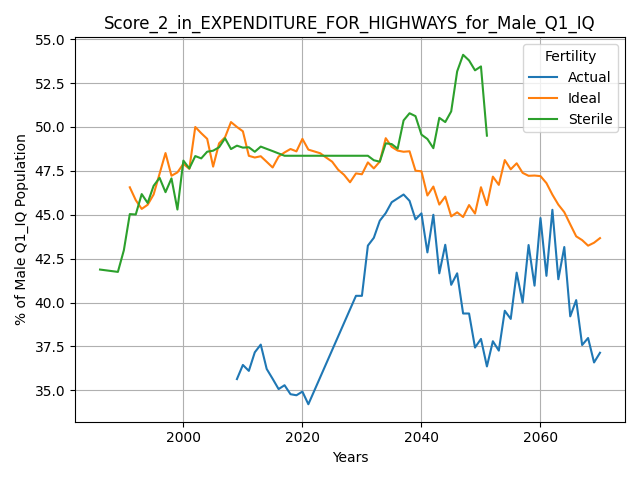 Score_2_in_EXPENDITURE_FOR_HIGHWAYS_for_Male_Q1_IQ
55.0
52.5
50.0
47.5
45.0
42.5
40.0
37.5
35.0
% of Male Q1_IQ Population
Fertility
Actual
Ideal
Sterile
2000
2020
2040
2060
Years